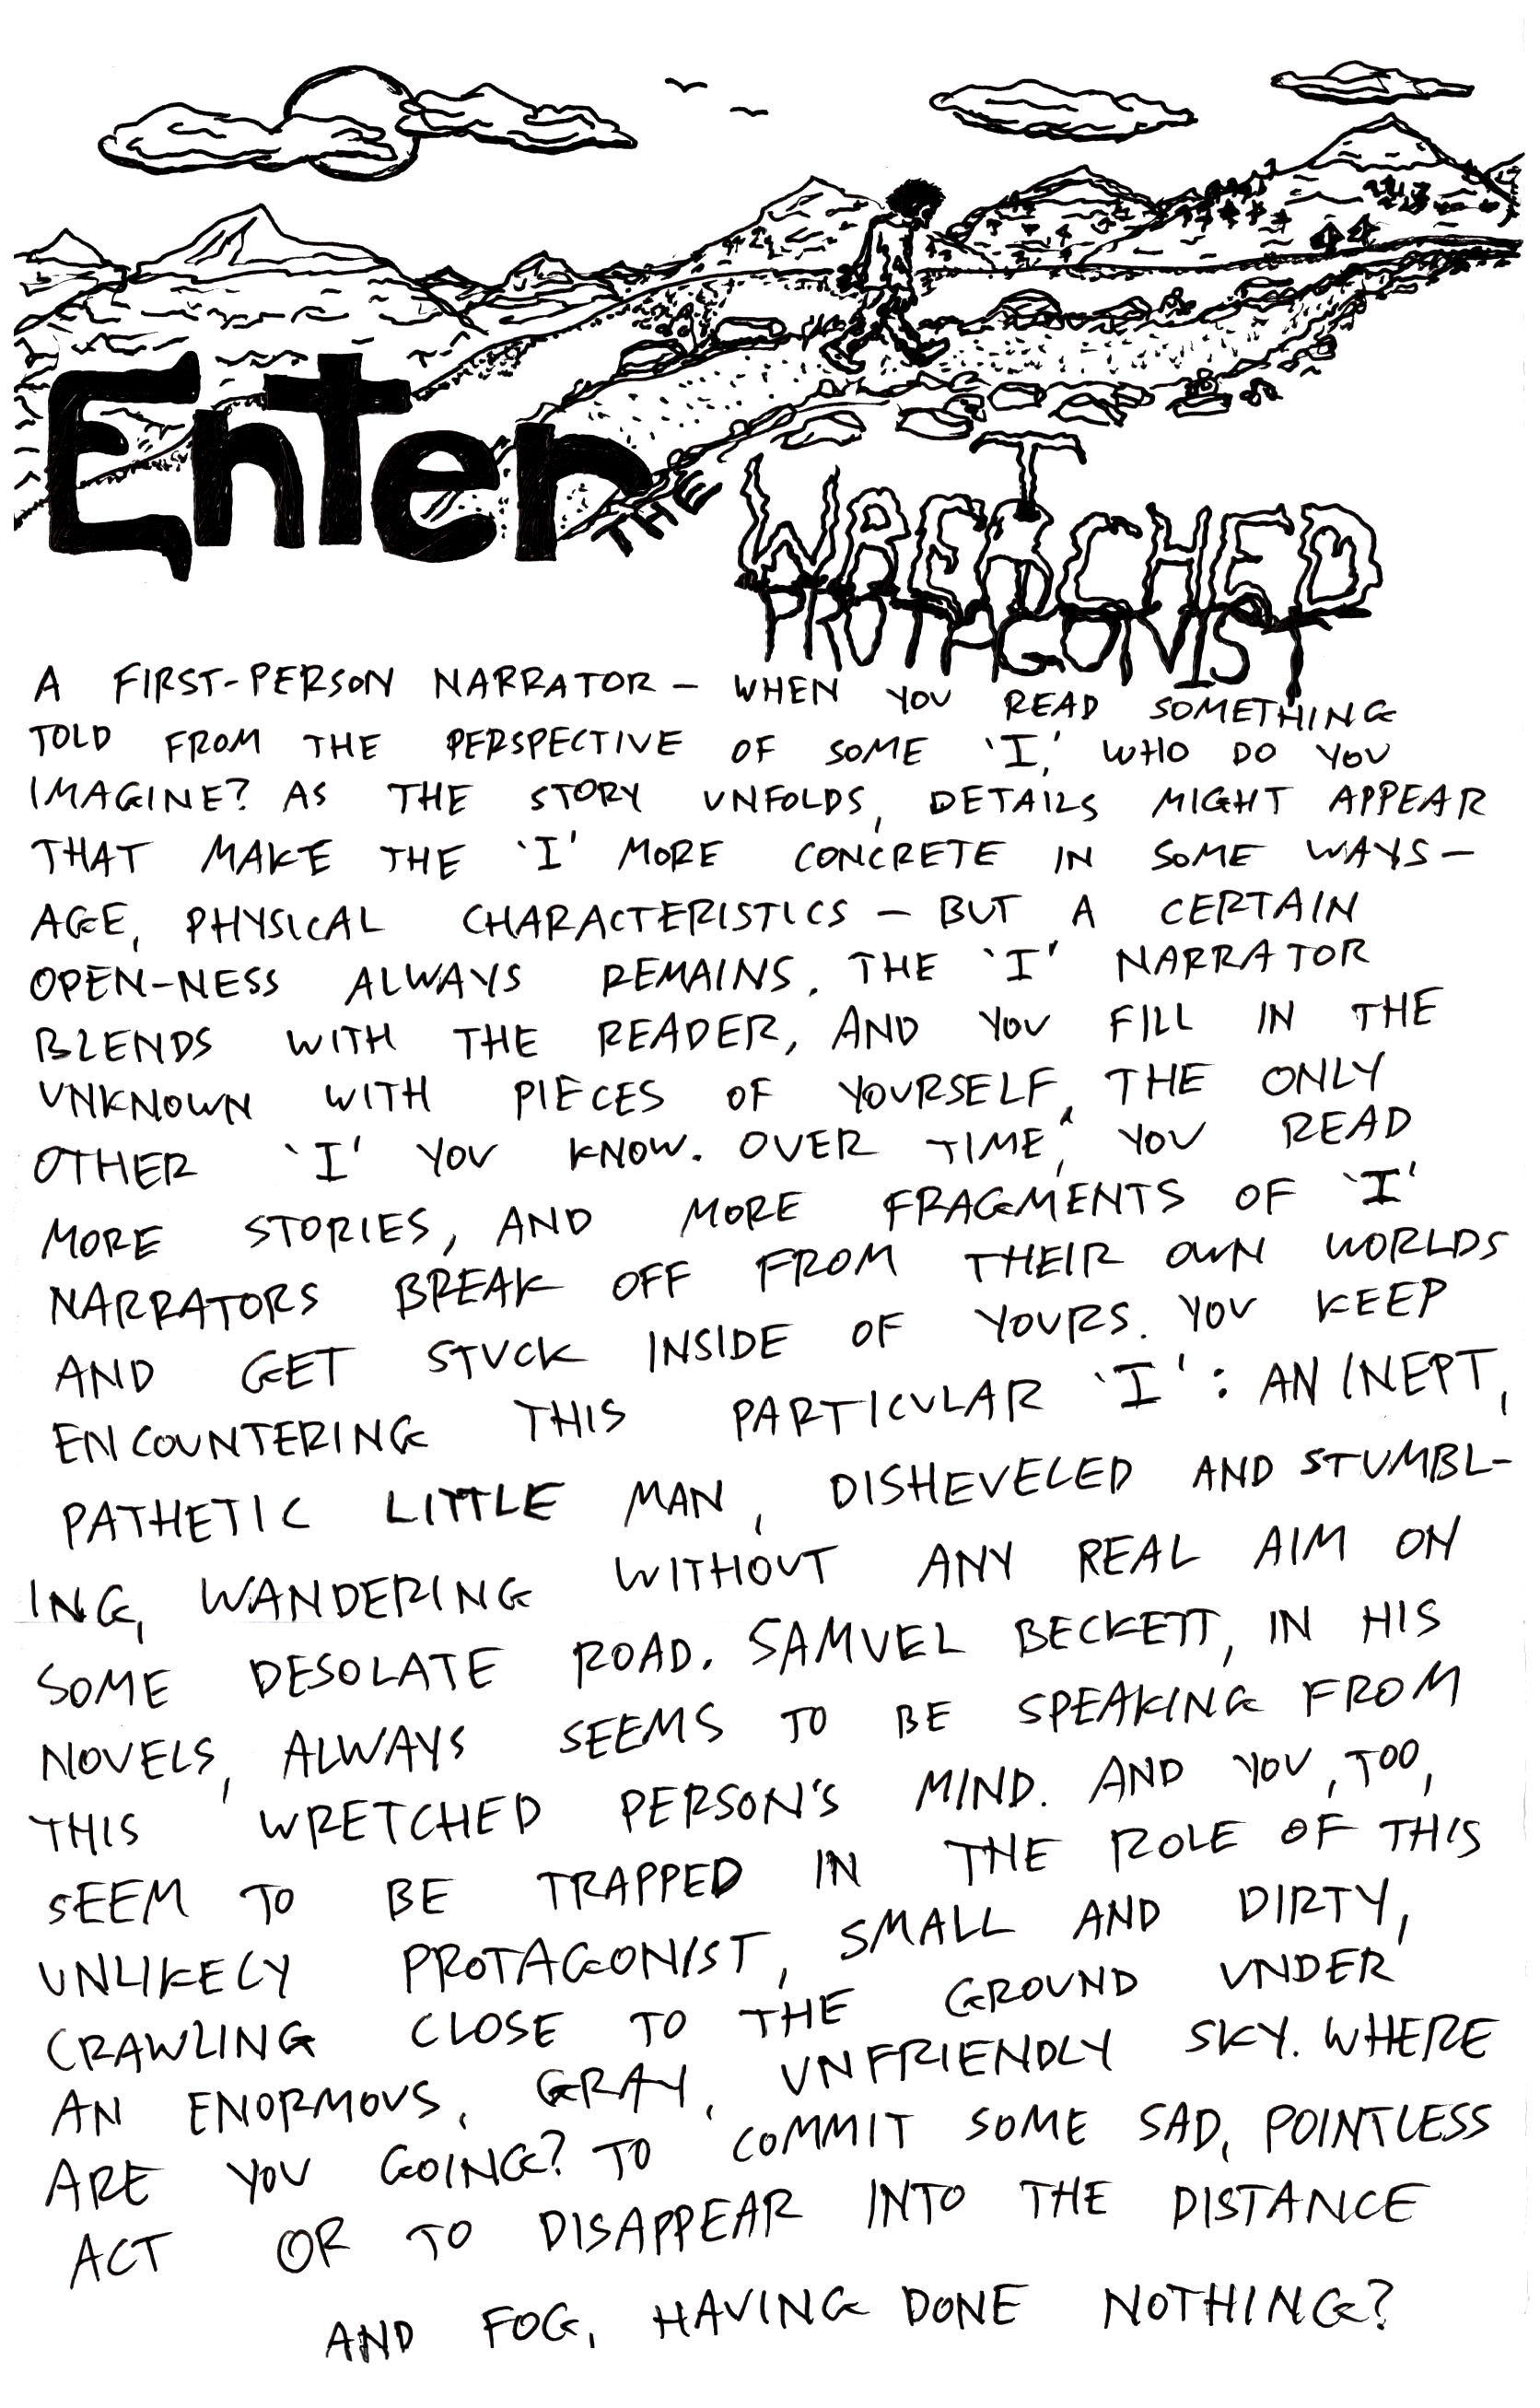 Enter THE WRETCHED
PROTAGONIST
A FIRST-PERSON NARRATOR — WHEN YOU READ SOMETHING
TOLD FROM THE PERSPECTIVE OF SOME 'I,' WHO DO YOU
IMAGINE? AS THE STORY UNFOLDS, DETAILS MIGHT APPEAR
THAT MAKE THE 'I' MORE CONCRETE IN SOME WAYS —
AGE, PHYSICAL CHARACTERISTICS — BUT A CERTAIN
OPEN-NESS ALWAYS REMAINS. THE 'I' NARRATOR
BLENDS WITH THE READER, AND YOU FILL IN THE
UNKNOWN WITH PIECES OF YOURSELF, THE ONLY
OTHER 'I' YOU KNOW. OVER TIME, YOU READ
MORE STORIES, AND MORE FRAGMENTS OF 'I'
NARRATORS BREAK OFF FROM THEIR OWN WORLDS
AND GET STUCK INSIDE OF YOURS. YOU KEEP
ENCOUNTERING THIS PARTICULAR 'I': AN INEPT,
PATHETIC LITTLE MAN, DISHEVELED AND STUMBL-
ING, WANDERING WITHOUT ANY REAL AIM ON
SOME DESOLATE ROAD. SAMUEL BECKETT, IN HIS
NOVELS, ALWAYS SEEMS TO BE SPEAKING FROM
THIS WRETCHED PERSON'S MIND. AND YOU, TOO,
SEEM TO BE TRAPPED IN THE ROLE OF THIS
UNLIKELY PROTAGONIST, SMALL AND DIRTY,
CRAWLING CLOSE TO THE GROUND UNDER
AN ENORMOUS, GRAY, UNFRIENDLY SKY. WHERE
ARE YOU GOING? TO COMMIT SOME SAD, POINTLESS
ACT OR TO DISAPPEAR INTO THE DISTANCE
AND FOG, HAVING DONE NOTHING?